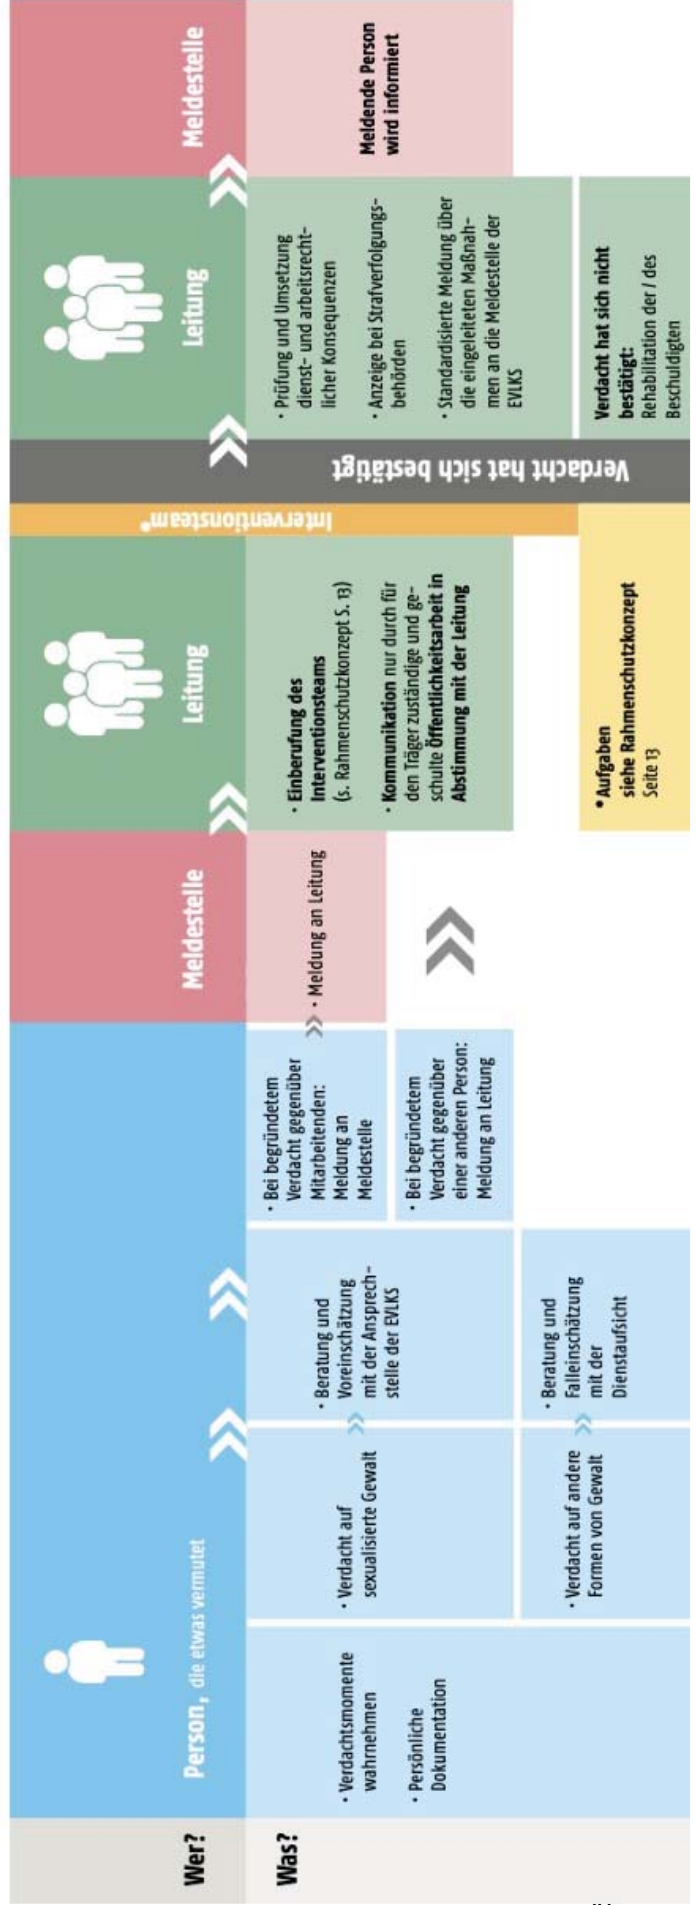 Wer?
Person, die etwas vermutet
Meldestelle
Leitung
Interventionsteam*
Verdacht hat sich bestätigt
Leitung
Meldestelle
Was?
• Verdachtsmomente
wahrnehmen
• Persönliche
Dokumentation
• Verdacht auf
sexualisierte Gewalt
• Verdacht auf andere
Formen von Gewalt
• Beratung und
Voreinschätzung
mit der Ansprech-
stelle der EVLKS
• Beratung und
Falleinschätzung
mit der
Dienstaufsicht
• Bei begründetem
Verdacht gegenüber
Mitarbeitenden:
Meldung an
Meldestelle
• Bei begründetem
Verdacht gegenüber
einer anderen Person:
Meldung an Leitung
• Meldung an Leitung
• Einberufung des
Interventionsteams
(s. Rahmenschutzkonzept S. 13)
• Kommunikation nur durch für
den Träger zuständige und ge-
schulte Öffentlichkeitsarbeit in
Abstimmung mit der Leitung
*Aufgaben
siehe Rahmenschutzkonzept
Seite 13
• Prüfung und Umsetzung
dienst- und arbeitsrecht-
licher Konsequenzen
• Anzeige bei Strafverfolgungs-
behörden
• Standardisierte Meldung über
die eingeleiteten Maßnah-
men an die Meldestelle der
EVLKS
Verdacht hat sich nicht
bestätigt:
Rehabilitation der / des
Beschuldigten
Meldende Person
wird informiert